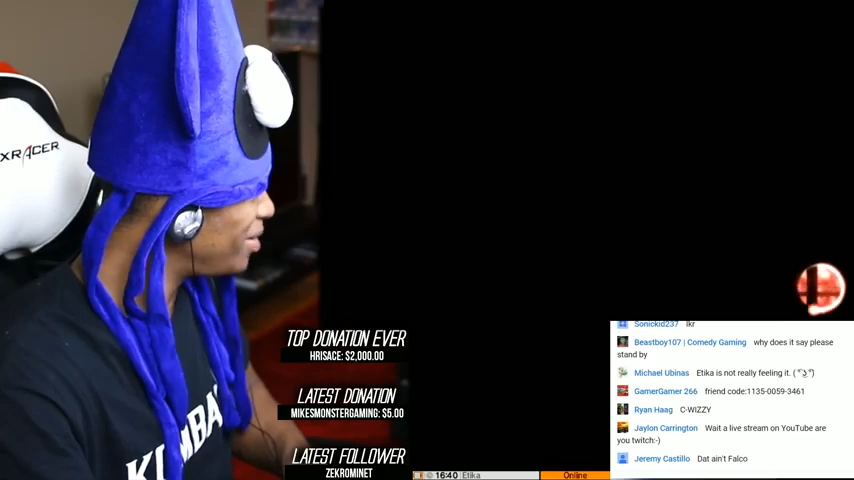 XRACER
KOMBA
TOP DONATION EVER
HRISACE: $2,000.00
LATEST DONATION
MIKESMONSTERGAMING: $5.00
LATEST FOLLOWER
ZEKROMINET
16:40 Etika
Online
Sonickid237 Ikr
Beastboy107 | Comedy Gaming why does it say please
stand by
Michael Ubinas Etika is not really feeling it. ( ͡° ͜ʖ ͡°)
GamerGamer 266 friend code:1135-0059-3461
Ryan Haag C-WIZZY
Jaylon Carrington Wait a live stream on YouTube are
you twitch:-)
Jeremy Castillo Dat ain't Falco